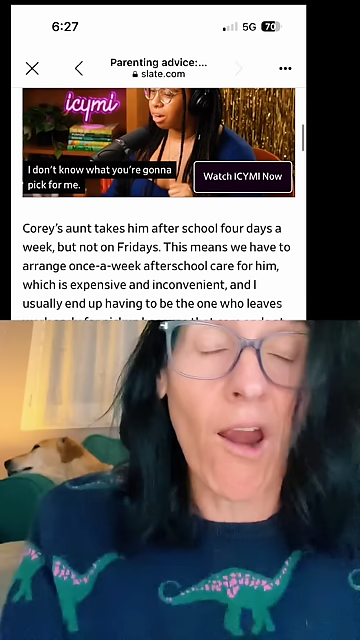 6:27
5G 70
Parenting advice:...
slate.com
icymi
I don't know what you're gonna
pick for me.
Watch ICYMI Now
Corey's aunt takes him after school four days a
week, but not on Fridays. This means we have to
arrange once-a-week afterschool care for him,
which is expensive and inconvenient, and I
usually end up having to be the one who leaves